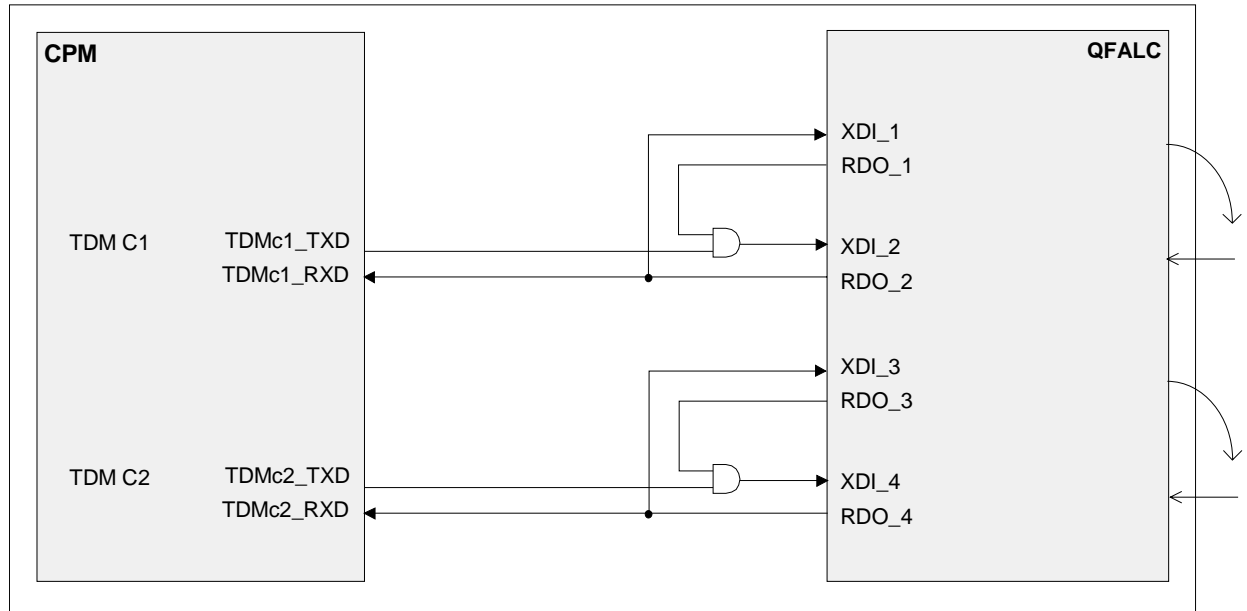 CPM
QFALC
XDI_1
RDO_1
TDM C1
TDMc1_TXD
TDMc1_RXD
XDI_2
RDO_2
XDI_3
RDO_3
TDM C2
TDMc2_TXD
TDMc2_RXD
XDI_4
RDO_4